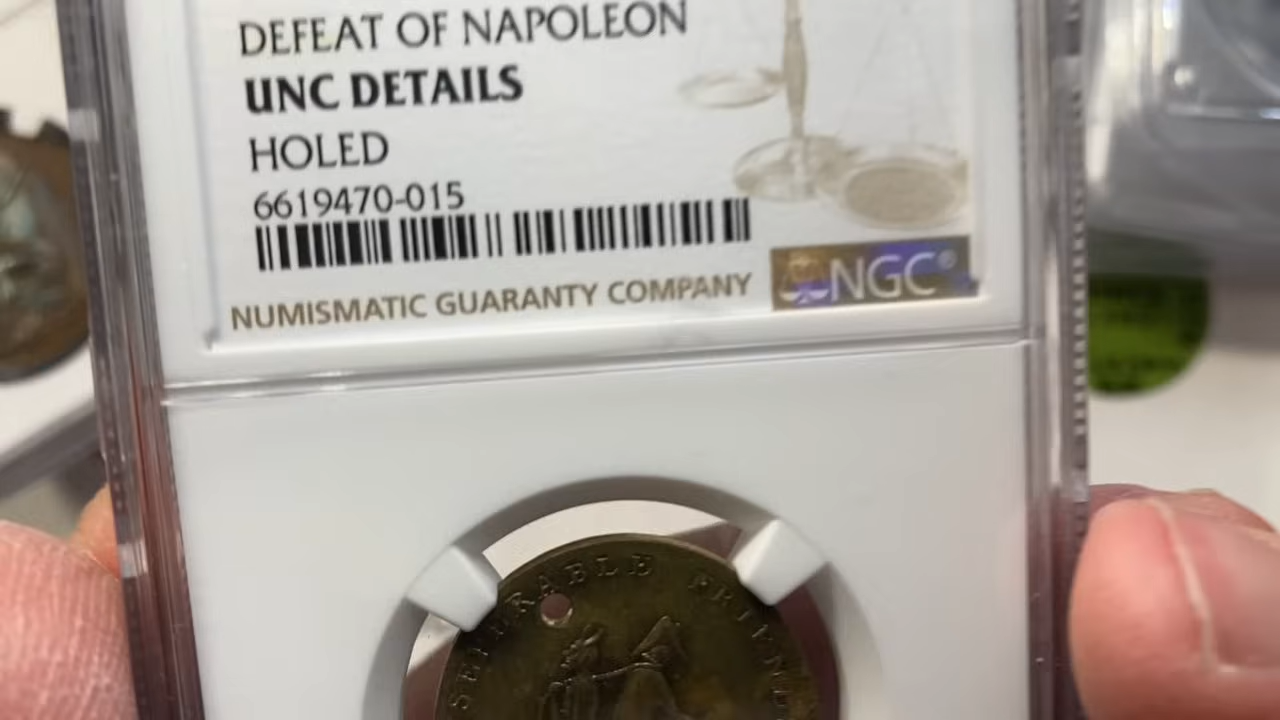 DEFEAT OF NAPOLEON
UNC DETAILS
HOLED
6619470-015
NUMISMATIC GUARANTY COMPANY
NGC®